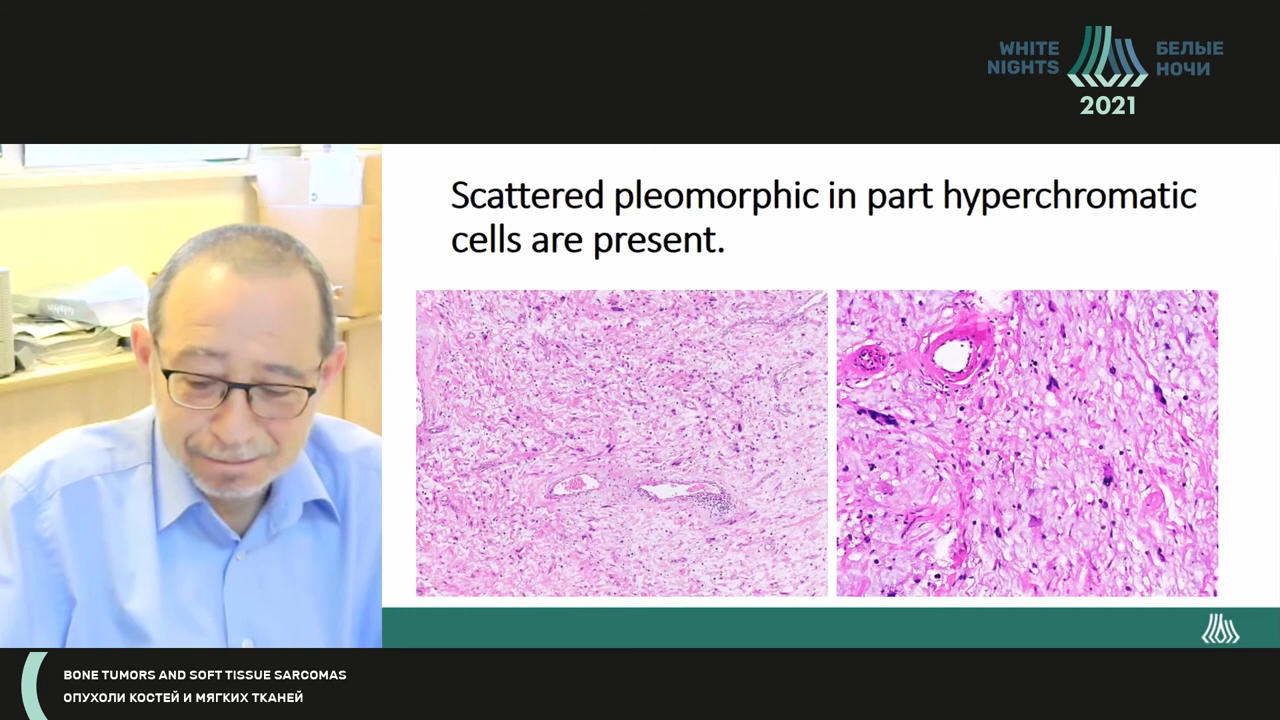 WHITE
NIGHTS
БЕЛЫЕ
НОЧИ
2021
Scattered pleomorphic in part hyperchromatic
cells are present.
BONE TUMORS AND SOFT TISSUE SARCOMAS
ОПУХОЛИ КОСТЕЙ И МЯГКИХ ТКАНЕЙ